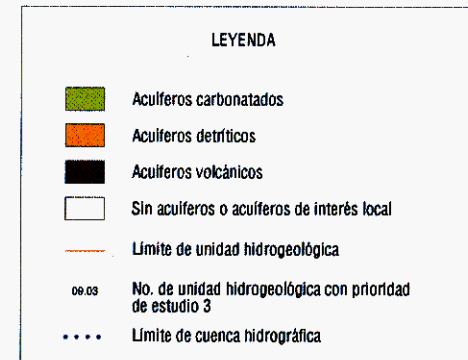 LEYENDA
Acuíferos carbonatados
Acuíferos detríticos
Acuíferos volcánicos
Sin acuíferos o acuíferos de interés local
Límite de unidad hidrogeológica
09.03 No. de unidad hidrogeológica con prioridad
de estudio 3
Límite de cuenca hidrográfica